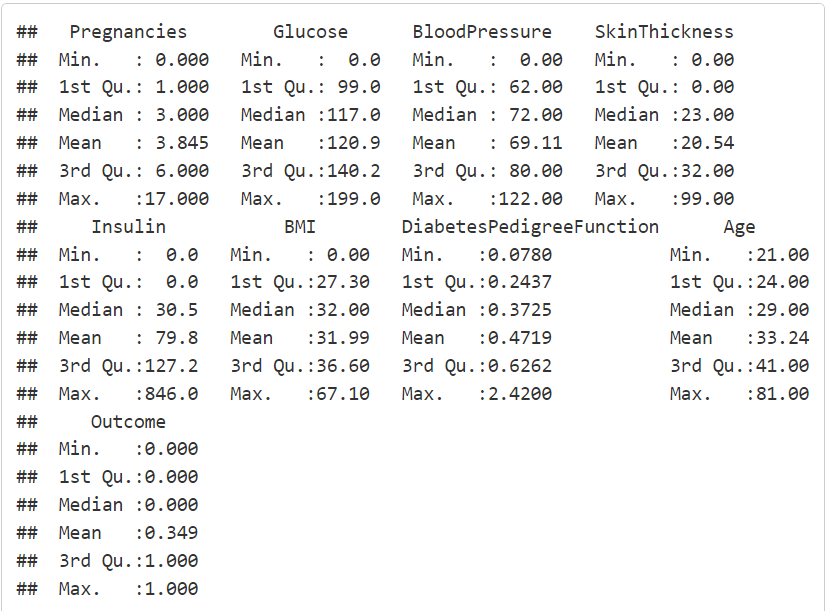 ##   Pregnancies        Glucose      BloodPressure    SkinThickness
##  Min.   : 0.000   Min.   :  0.0   Min.   :  0.00   Min.   : 0.00
##  1st Qu.: 1.000   1st Qu.: 99.0   1st Qu.: 62.00   1st Qu.: 0.00
##  Median : 3.000   Median :117.0   Median : 72.00   Median :23.00
##  Mean   : 3.845   Mean   :120.9   Mean   : 69.11   Mean   :20.54
##  3rd Qu.: 6.000   3rd Qu.:140.2   3rd Qu.: 80.00   3rd Qu.:32.00
##  Max.   :17.000   Max.   :199.0   Max.   :122.00   Max.   :99.00
##     Insulin           BMI        DiabetesPedigreeFunction      Age
##  Min.   :  0.0   Min.   : 0.00   Min.   :0.0780           Min.   :21.00
##  1st Qu.:  0.0   1st Qu.:27.30   1st Qu.:0.2437           1st Qu.:24.00
##  Median : 30.5   Median :32.00   Median :0.3725           Median :29.00
##  Mean   : 79.8   Mean   :31.99   Mean   :0.4719           Mean   :33.24
##  3rd Qu.:127.2   3rd Qu.:36.60   3rd Qu.:0.6262           3rd Qu.:41.00
##  Max.   :846.0   Max.   :67.10   Max.   :2.4200           Max.   :81.00
##     Outcome
##  Min.   :0.000
##  1st Qu.:0.000
##  Median :0.000
##  Mean   :0.349
##  3rd Qu.:1.000
##  Max.   :1.000